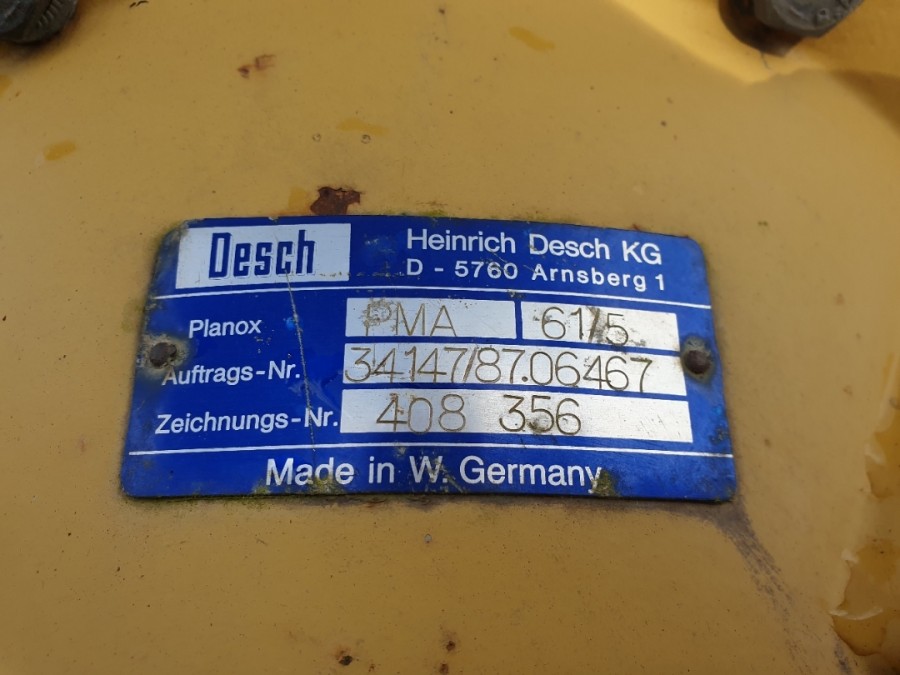 Desch
Heinrich Desch KG
D - 5760 Arnsberg 1
Planox PMA 61/5
Auftrags-Nr. 34147/87.06467
Zeichnungs-Nr. 408 356
Made in W. Germany